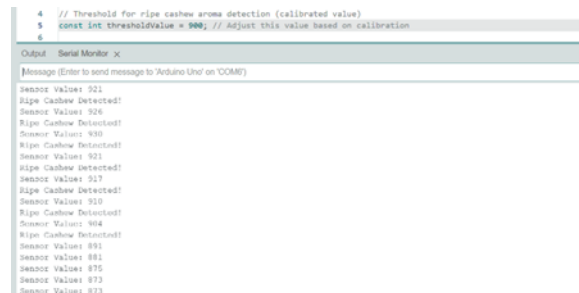 4 // Threshold for ripe cashew aroma detection (calibrated value)
5 const int thresholdValue = 900; // Adjust this value based on calibration
6
Output Serial Monitor ×
Message (Enter to send message to 'Arduino Uno' on 'COM6')
Sensor Value: 921
Ripe Cashew Detected!
Sensor Value: 926
Ripe Cashew Detected!
Sensor Value: 930
Ripe Cashew Detected!
Sensor Value: 921
Ripe Cashew Detected!
Sensor Value: 917
Ripe Cashew Detected!
Sensor Value: 910
Ripe Cashew Detected!
Sensor Value: 904
Ripe Cashew Detected!
Sensor Value: 891
Sensor Value: 881
Sensor Value: 875
Sensor Value: 873
Sensor Value: 873